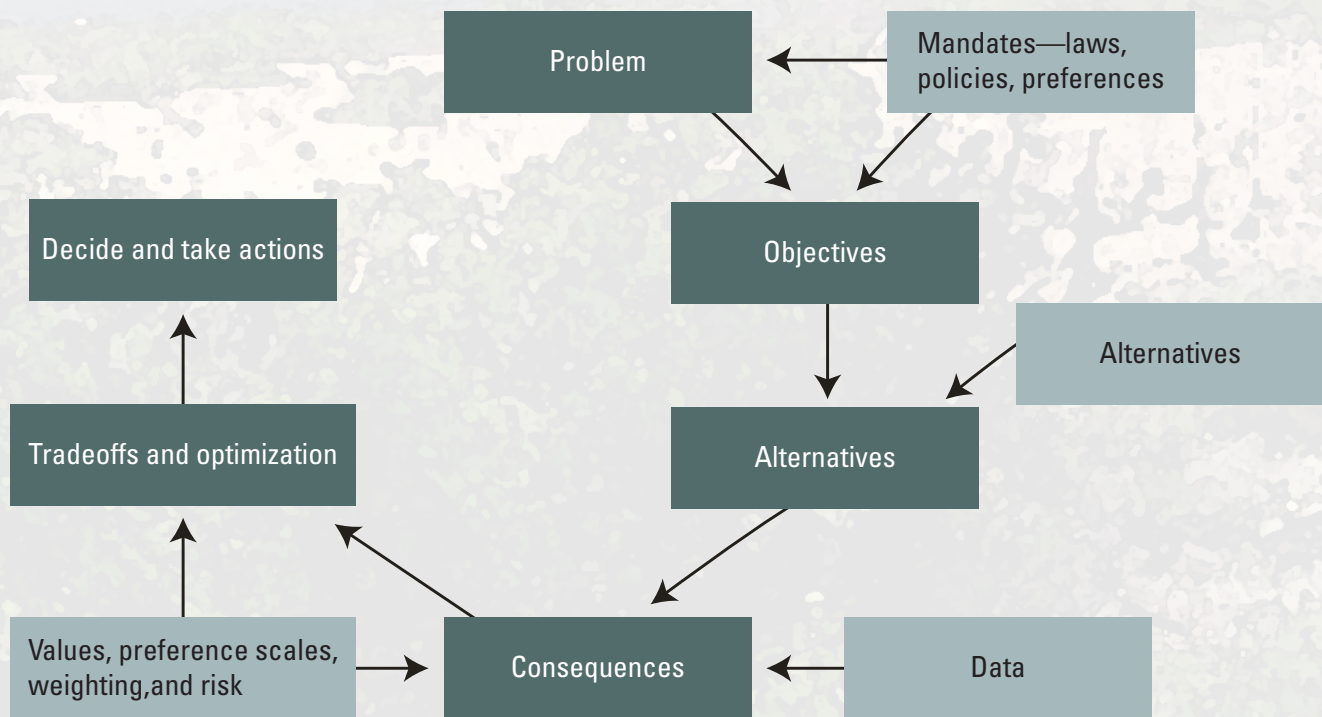 Problem
Mandates—laws,
policies, preferences
Decide and take actions
Objectives
Alternatives
Tradeoffs and optimization
Alternatives
Values, preference scales,
weighting,and risk
Consequences
Data